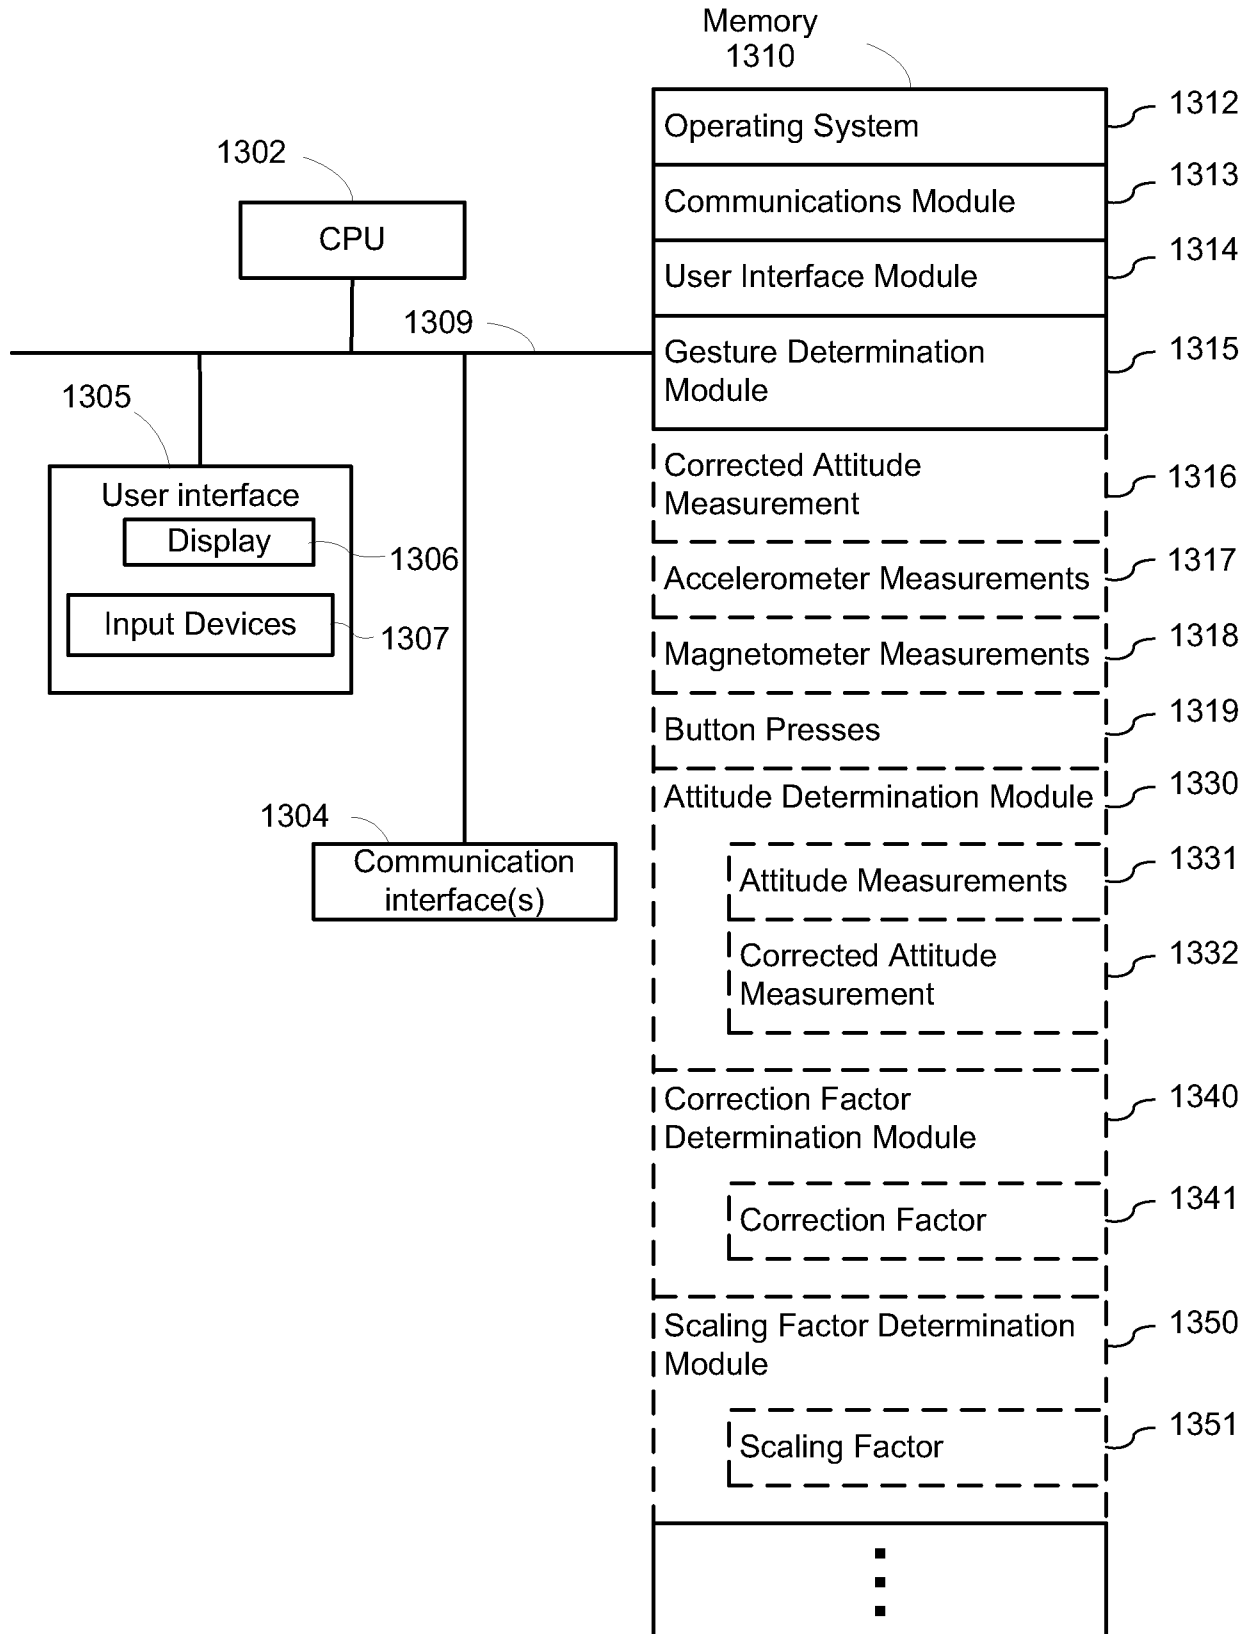 Memory
1310
Operating System
1312
1302
Communications Module
1313
CPU
User Interface Module
1314
1309
Gesture Determination
Module
1315
1305
User interface
Display
1306
Input Devices
1307
Corrected Attitude
Measurement
1316
Accelerometer Measurements
1317
Magnetometer Measurements
1318
Button Presses
1319
Attitude Determination Module
1330
1304
Communication
interface(s)
Attitude Measurements
1331
Corrected Attitude
Measurement
1332
Correction Factor
Determination Module
1340
Correction Factor
1341
Scaling Factor Determination
Module
1350
Scaling Factor
1351